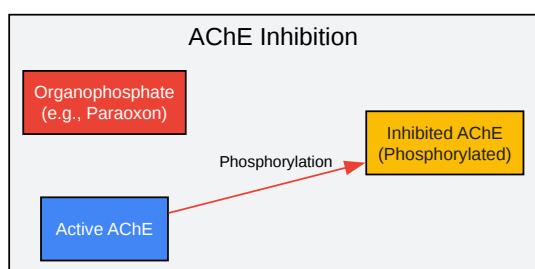 AChE Inhibition
Organophosphate
(e.g., Paraoxon)
Inhibited AChE
(Phosphorylated)
Phosphorylation
Active AChE